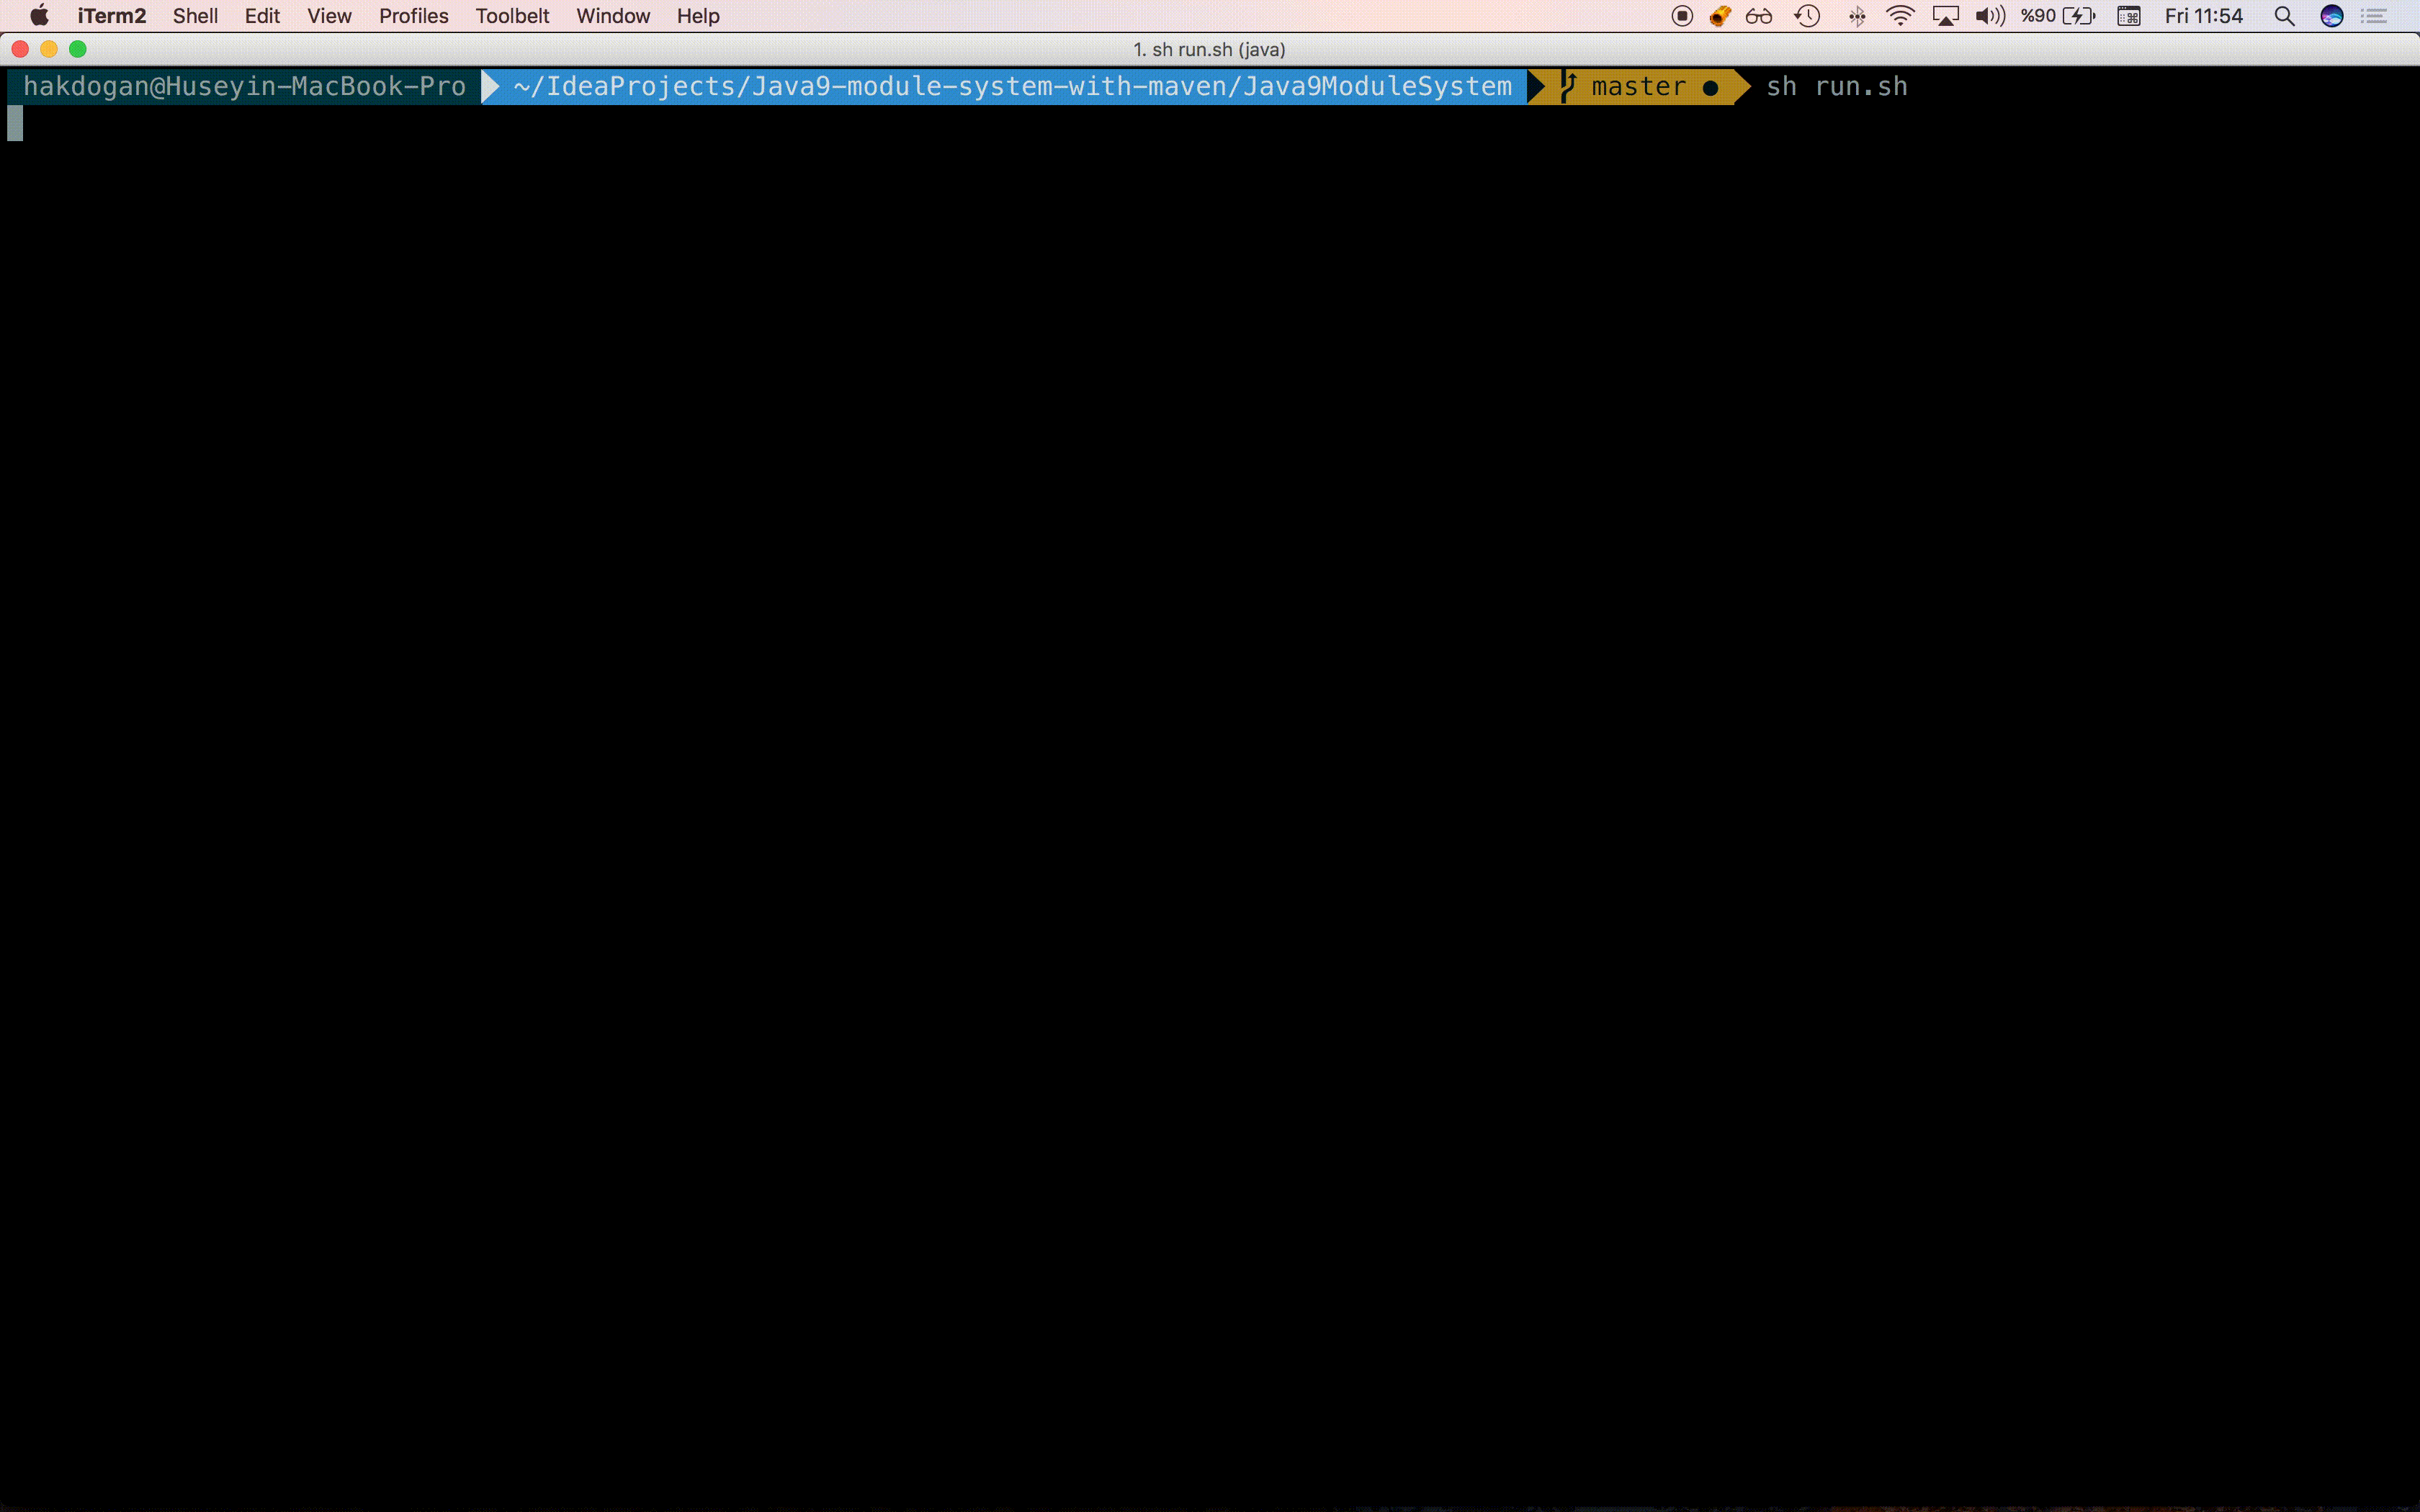 iTerm2 Shell Edit View Profiles Toolbelt Window Help %90 Fri 11:54
1. sh run.sh (java)
hakdogan@Huseyin-MacBook-Pro ~/IdeaProjects/Java9-module-system-with-maven/Java9ModuleSystem master ● sh run.sh